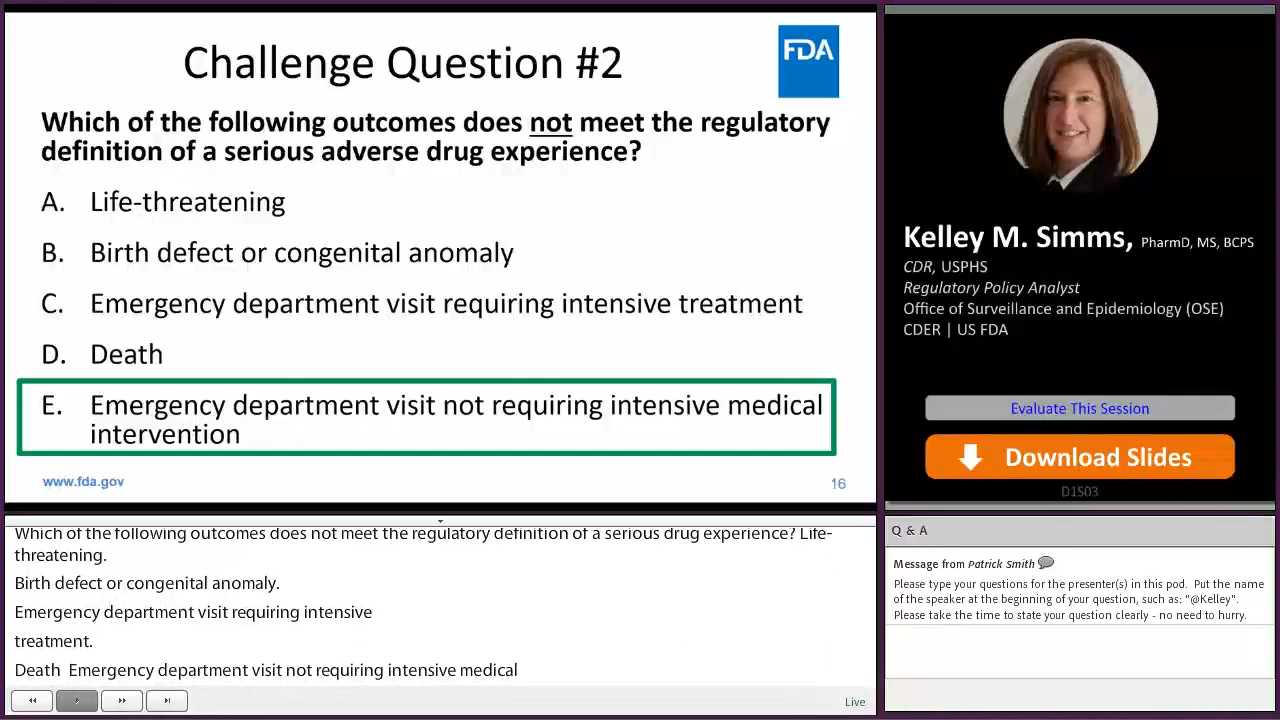 Challenge Question #2
FDA
Which of the following outcomes does not meet the regulatory
definition of a serious adverse drug experience?
A. Life-threatening
B. Birth defect or congenital anomaly
C. Emergency department visit requiring intensive treatment
D. Death
E. Emergency department visit not requiring intensive medical
intervention
www.fda.gov
16
Kelley M. Simms, PharmD, MS, BCPS
CDR, USPHS
Regulatory Policy Analyst
Office of Surveillance and Epidemiology (OSE)
CDER | US FDA
Evaluate This Session
Download Slides
D1S03
Which of the following outcomes does not meet the regulatory definition of a serious drug experience? Life-
threatening.
Birth defect or congenital anomaly.
Emergency department visit requiring intensive
treatment.
Death  Emergency department visit not requiring intensive medical
Live
Q & A
Message from Patrick Smith
Please type your questions for the presenter(s) in this pod.  Put the name
of the speaker at the beginning of your question, such as: "@Kelley".
Please take the time to state your question clearly - no need to hurry.